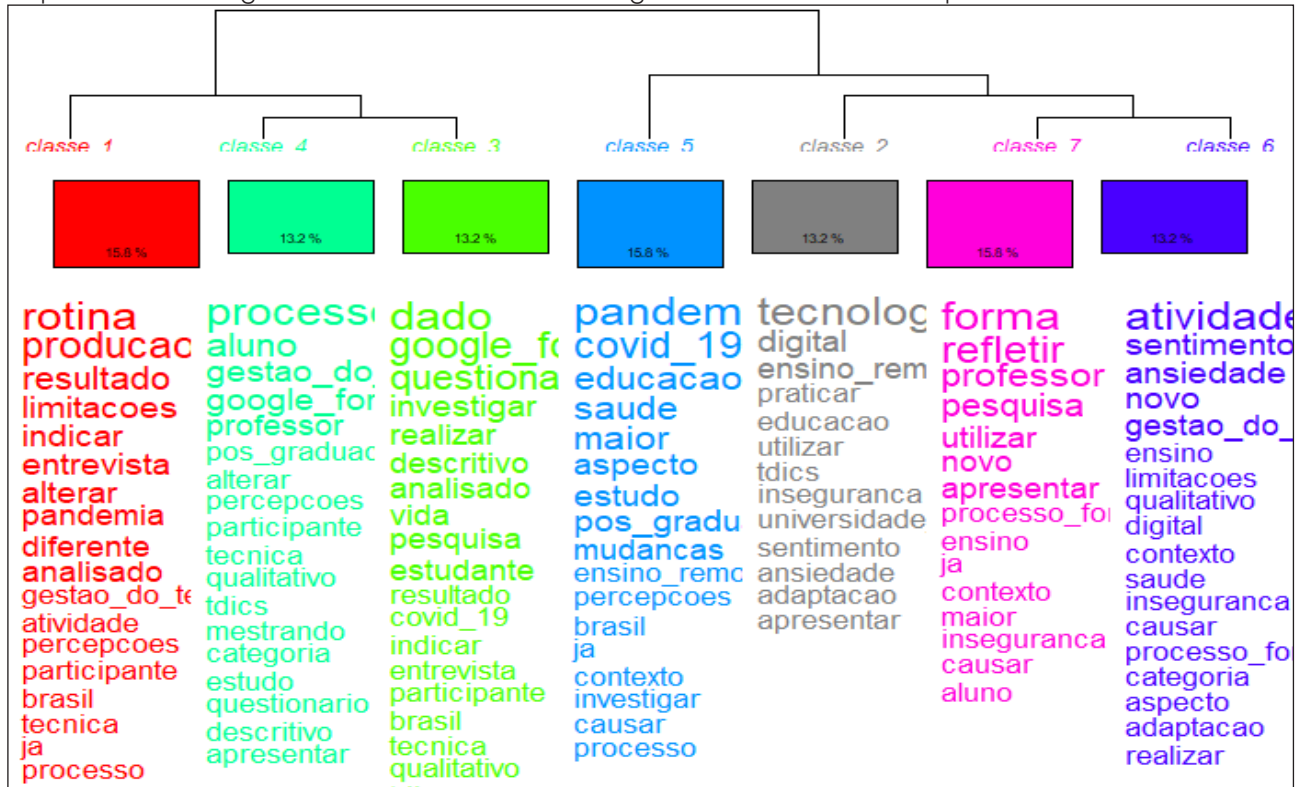 classe 1
classe 4
classe 3
classe 5
classe 2
classe 7
classe 6
15.8 %
13.2 %
13.2 %
15.8 %
13.2 %
15.8 %
13.2 %
rotina
producao
resultado
limitacoes
indicar
entrevista
alterar
pandemia
diferente
analisado
gestao_do_te
atividade
percepcoes
participante
brasil
tecnica
ja
processo
processo
aluno
gestao_do_
google_for
professor
pos_graduac
alterar
percepcoes
participante
tecnica
qualitativo
tdics
mestrando
categoria
estudo
questionario
descritivo
apresentar
dado
google_fo
questiona
investigar
realizar
descritivo
analisado
vida
pesquisa
estudante
resultado
covid_19
indicar
entrevista
participante
brasil
tecnica
qualitativo
pandem
covid_19
educacao
saude
maior
aspecto
estudo
pos_gradu
mudancas
ensino_remo
percepcoes
brasil
ja
contexto
investigar
causar
processo
tecnolog
digital
ensino_rem
praticar
educacao
utilizar
tdics
inseguranca
universidade
sentimento
ansiedade
adaptacao
apresentar
forma
refletir
professor
pesquisa
utilizar
novo
apresentar
processo_for
ensino
ja
contexto
maior
inseguranca
causar
aluno
atividade
sentimento
ansiedade
novo
gestao_do_
ensino
limitacoes
qualitativo
digital
contexto
saude
inseguranca
causar
processo_for
categoria
aspecto
adaptacao
realizar